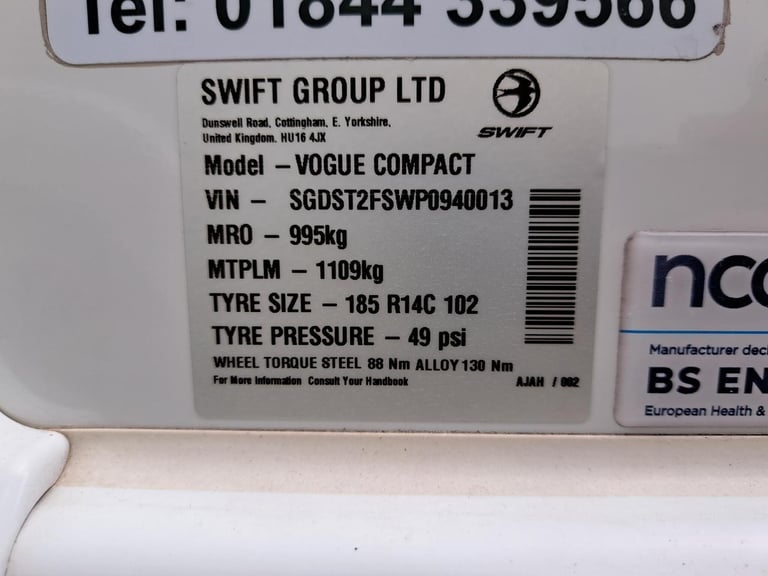 Tel: 01844 339566
SWIFT GROUP LTD
Dunswell Road, Cottingham, E. Yorkshire,
United Kingdom. HU16 4JX
SWIFT
Model – VOGUE COMPACT
VIN – SGDST2FSWP0940013
MRO – 995kg
MTPLM – 1109kg
TYRE SIZE – 185 R14C 102
TYRE PRESSURE – 49 psi
WHEEL TORQUE STEEL 88 Nm ALLOY 130 Nm
For More Information Consult Your Handbook
AJAH / 002
ncc
Manufacturer decl
BS EN
European Health &